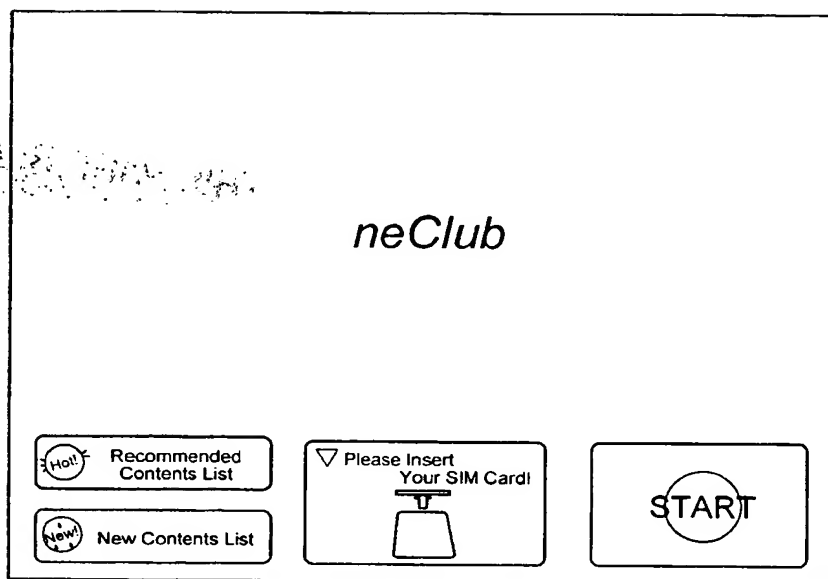 neClub
Hot!
Recommended
Contents List
New!
New Contents List
Please Insert
Your SIM Card!
START